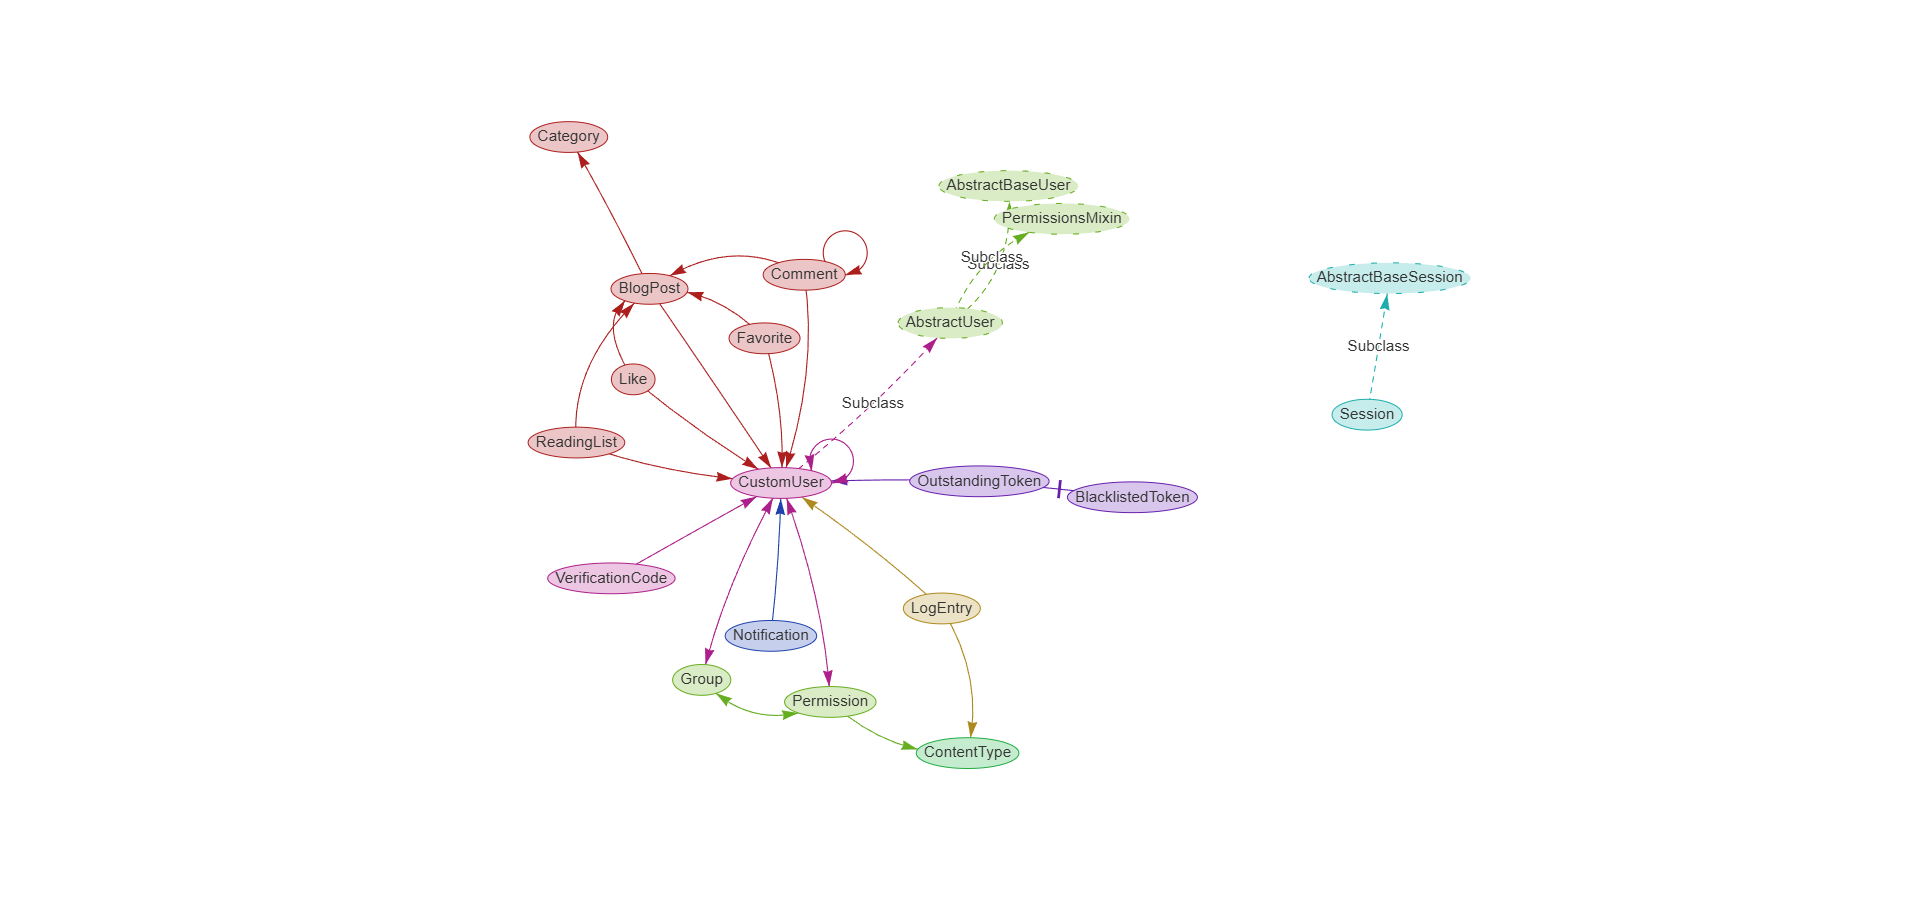 Category
AbstractBaseUser
PermissionsMixin
Subclass
Subclass
AbstractBaseSession
Comment
BlogPost
AbstractUser
Favorite
Subclass
Like
Subclass
Session
ReadingList
CustomUser
OutstandingToken
BlacklistedToken
VerificationCode
LogEntry
Notification
Group
Permission
ContentType